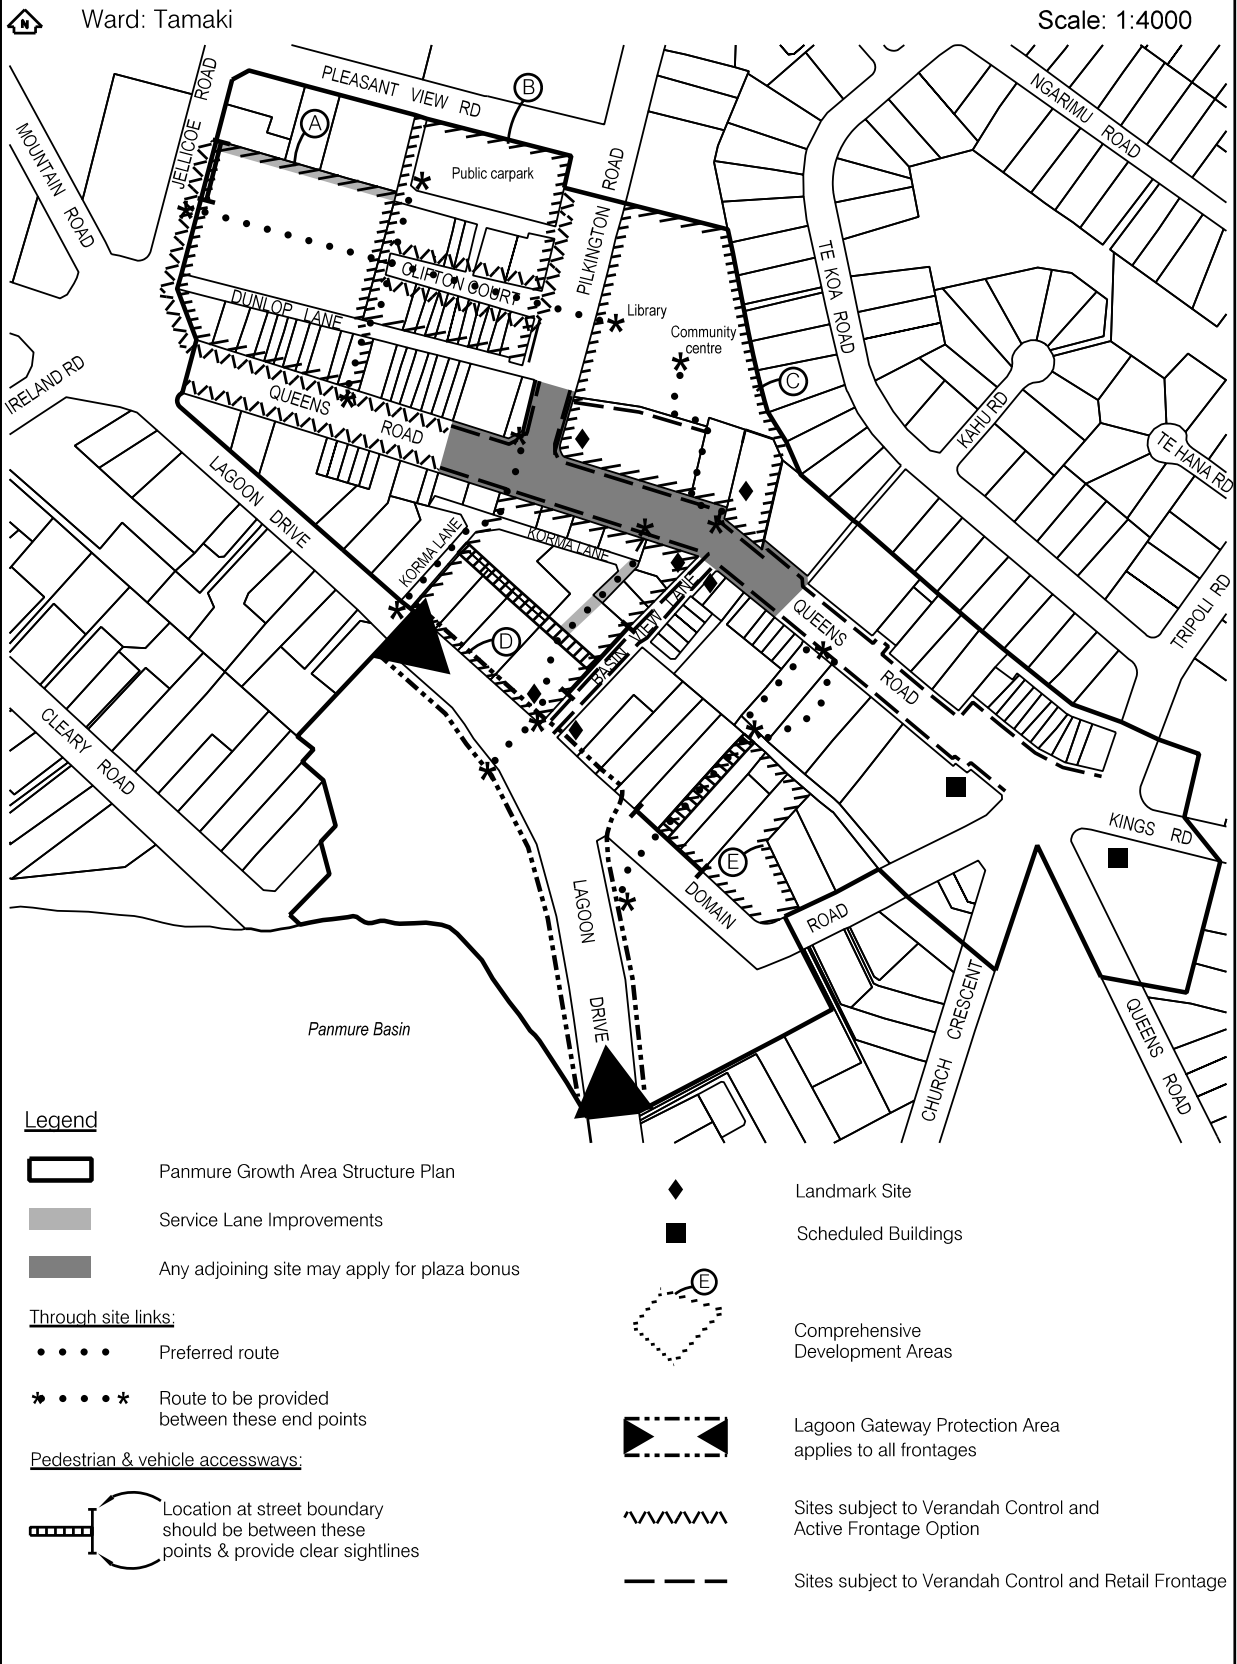 N
Ward: Tamaki
Scale: 1:4000
PLEASANT VIEW RD
B
A
JELLICOE ROAD
MOUNTAIN ROAD
NGARIMU ROAD
Public carpark
PILKINGTON ROAD
TE KOA ROAD
CLIFTON COURT
DUNLOP LANE
Library
Community
centre
C
IRELAND RD
QUEENS ROAD
KAHU RD
TE HANA RD
LAGOON DRIVE
KORMA LANE
KORMA LANE
BASIN VIEW LANE
D
QUEENS ROAD
TRIPOLI RD
CLEARY ROAD
KINGS RD
E
DOMAIN ROAD
LAGOON DRIVE
CHURCH CRESCENT
QUEENS ROAD
Panmure Basin
Legend
Panmure Growth Area Structure Plan
Service Lane Improvements
Any adjoining site may apply for plaza bonus
Through site links:
Preferred route
Route to be provided
between these end points
Pedestrian & vehicle accessways:
Location at street boundary
should be between these
points & provide clear sightlines
Landmark Site
Scheduled Buildings
E
Comprehensive
Development Areas
Lagoon Gateway Protection Area
applies to all frontages
Sites subject to Verandah Control and
Active Frontage Option
Sites subject to Verandah Control and Retail Frontage